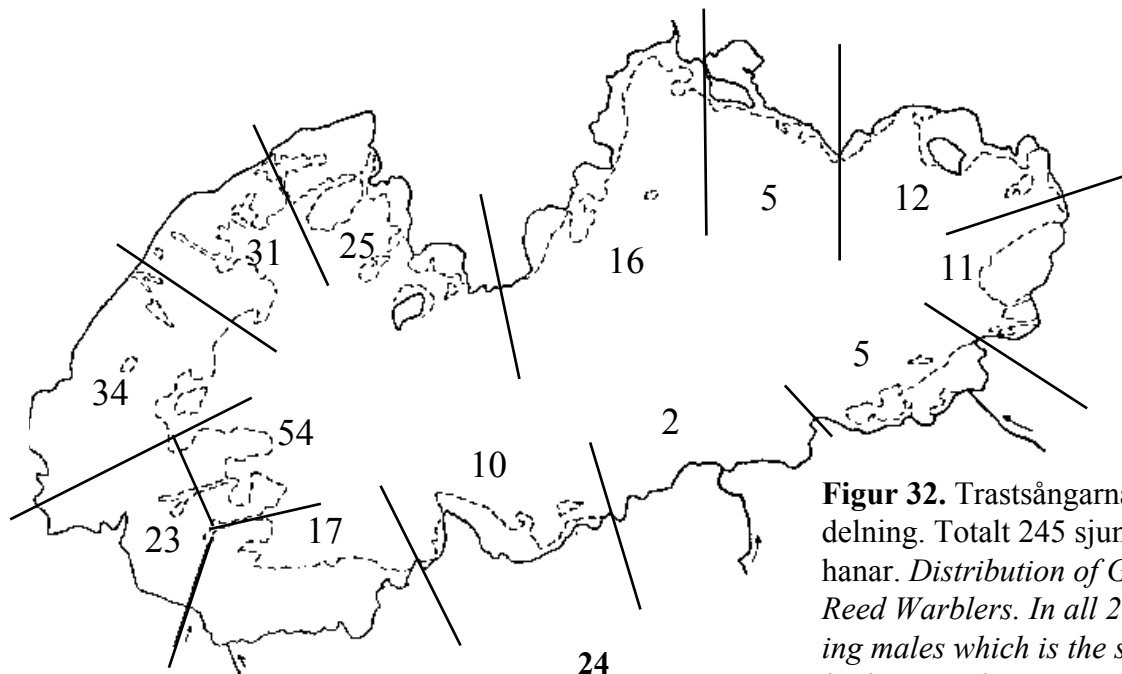 5
12
31
25
16
11
5
34
2
54
10
23
17
24
Figur 32. Trastsångarna
delning. Totalt 245 sjun
hanar. Distribution of G
Reed Warblers. In all 2
ing males which is the s